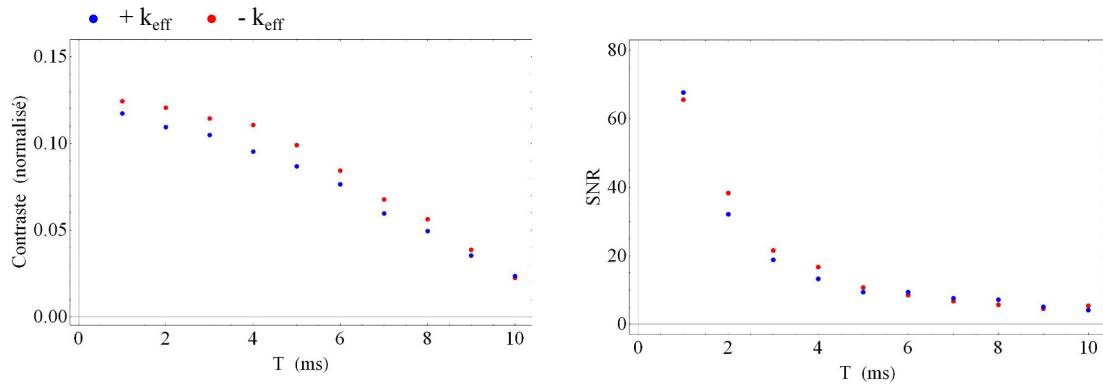 + k_eff - k_eff
0.15
0.10
0.05
0.00
Contraste (normalisé)
0 2 4 6 8 10
T (ms)
80
60
40
20
0
SNR
0 2 4 6 8 10
T (ms)